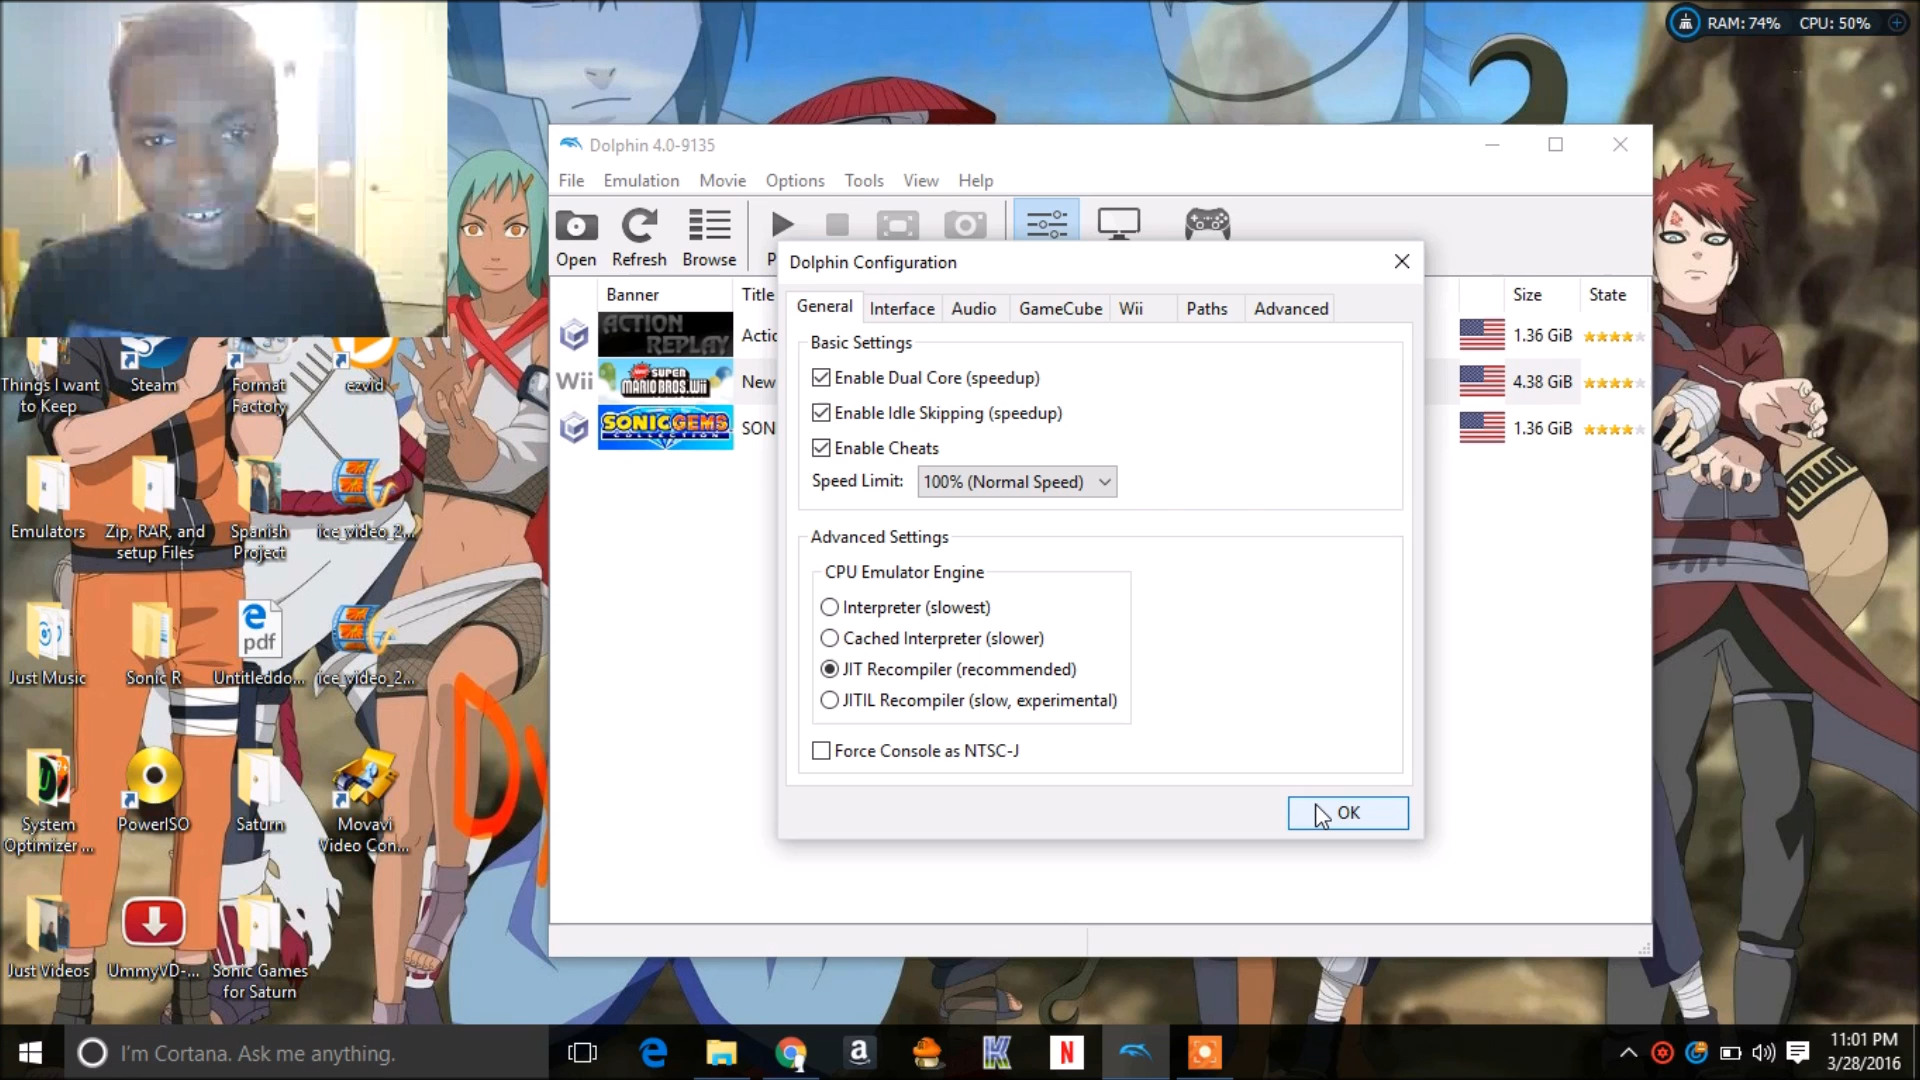 RAM: 74% CPU: 50%
Dolphin 4.0-9135
File Emulation Movie Options Tools View Help
Open Refresh Browse P
Dolphin Configuration
Banner Title Size State
General Interface Audio GameCube Wii Paths Advanced
ACTION REPLAY Actio 1.36 GiB
Basic Settings
Enable Dual Core (speedup)
Wii NEW SUPER MARIO BROS. Wii New 4.38 GiB
Enable Idle Skipping (speedup)
SONIC GEMS COLLECTION SON 1.36 GiB
Enable Cheats
Speed Limit: 100% (Normal Speed)
Advanced Settings
CPU Emulator Engine
Interpreter (slowest)
Cached Interpreter (slower)
JIT Recompiler (recommended)
JITIL Recompiler (slow, experimental)
Force Console as NTSC-J
OK
Things I want to Keep
Steam
Format Factory
ezvid
Emulators
Zip, RAR, and setup Files
Spanish Project
ice_video_2...
Just Music
Sonic R
pdf
Untitleddo...
ice_video_2...
System Optimizer ...
PowerISO
Saturn
Movavi Video Con...
Just Videos
UmmyVD-...
Sonic Games for Saturn
I'm Cortana. Ask me anything.
11:01 PM
3/28/2016